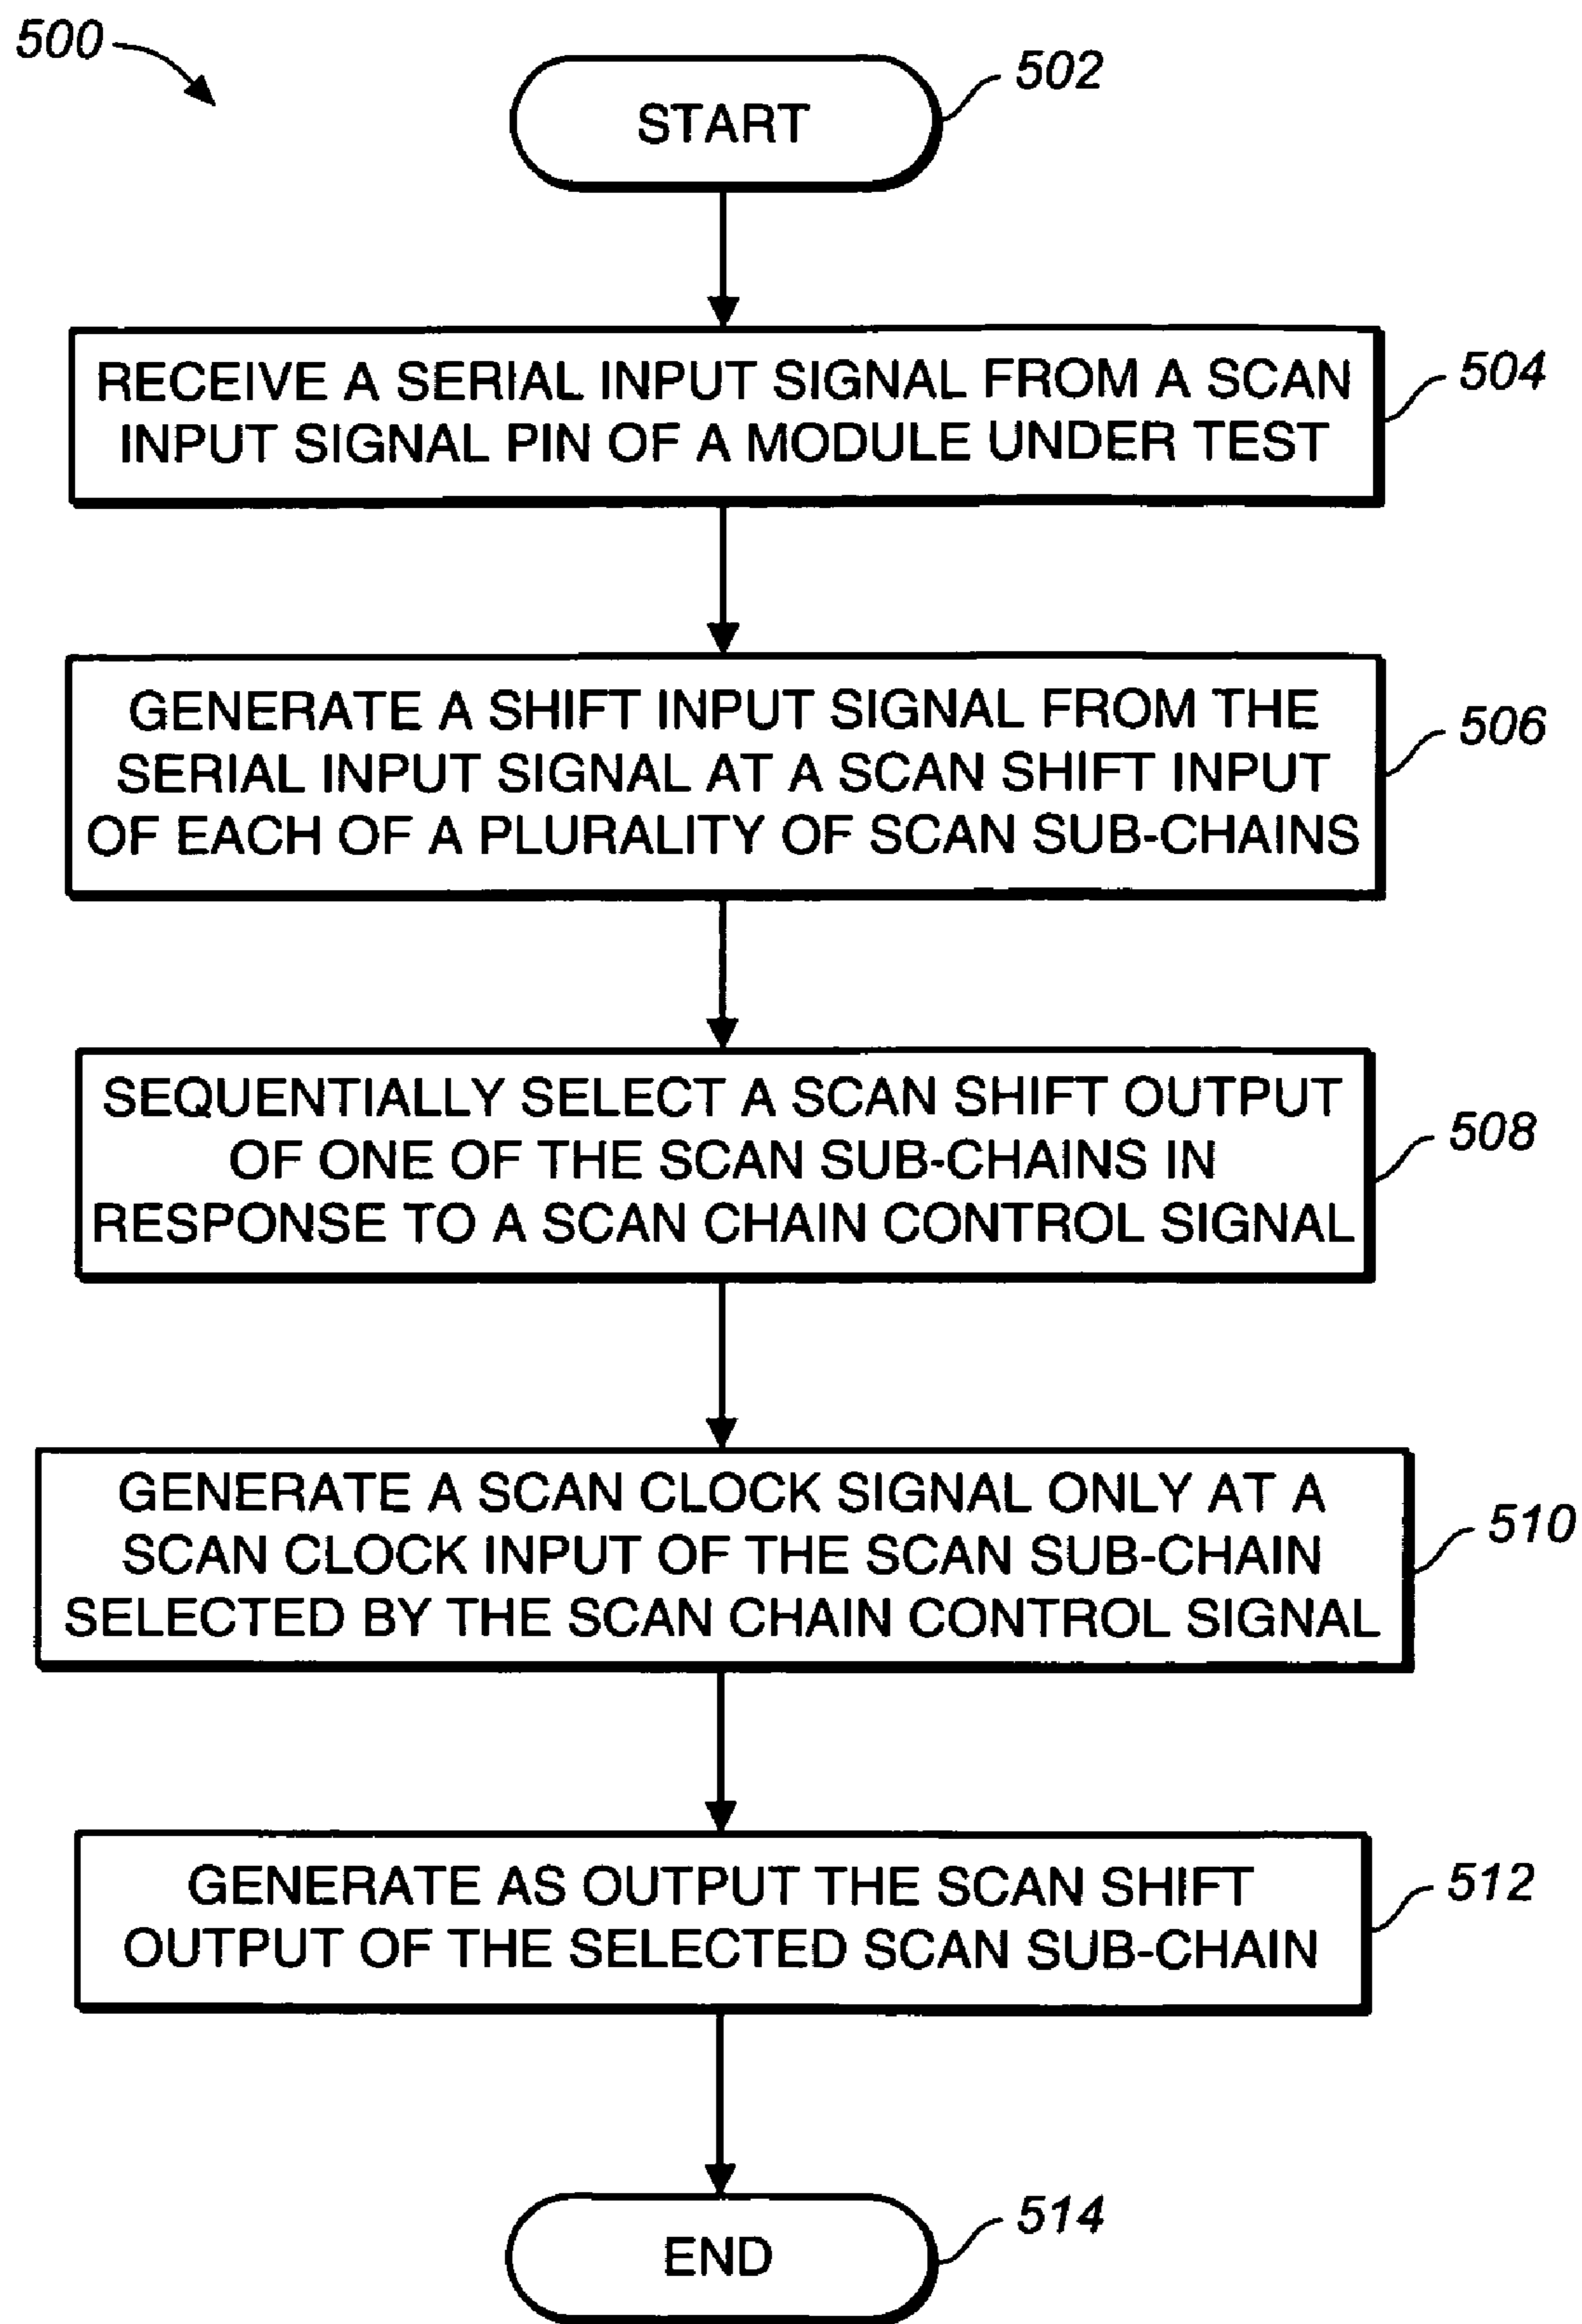 500
START
502
RECEIVE A SERIAL INPUT SIGNAL FROM A SCAN
INPUT SIGNAL PIN OF A MODULE UNDER TEST
504
GENERATE A SHIFT INPUT SIGNAL FROM THE
SERIAL INPUT SIGNAL AT A SCAN SHIFT INPUT
OF EACH OF A PLURALITY OF SCAN SUB-CHAINS
506
SEQUENTIALLY SELECT A SCAN SHIFT OUTPUT
OF ONE OF THE SCAN SUB-CHAINS IN
RESPONSE TO A SCAN CHAIN CONTROL SIGNAL
508
GENERATE A SCAN CLOCK SIGNAL ONLY AT A
SCAN CLOCK INPUT OF THE SCAN SUB-CHAIN
SELECTED BY THE SCAN CHAIN CONTROL SIGNAL
510
GENERATE AS OUTPUT THE SCAN SHIFT
OUTPUT OF THE SELECTED SCAN SUB-CHAIN
512
END
514